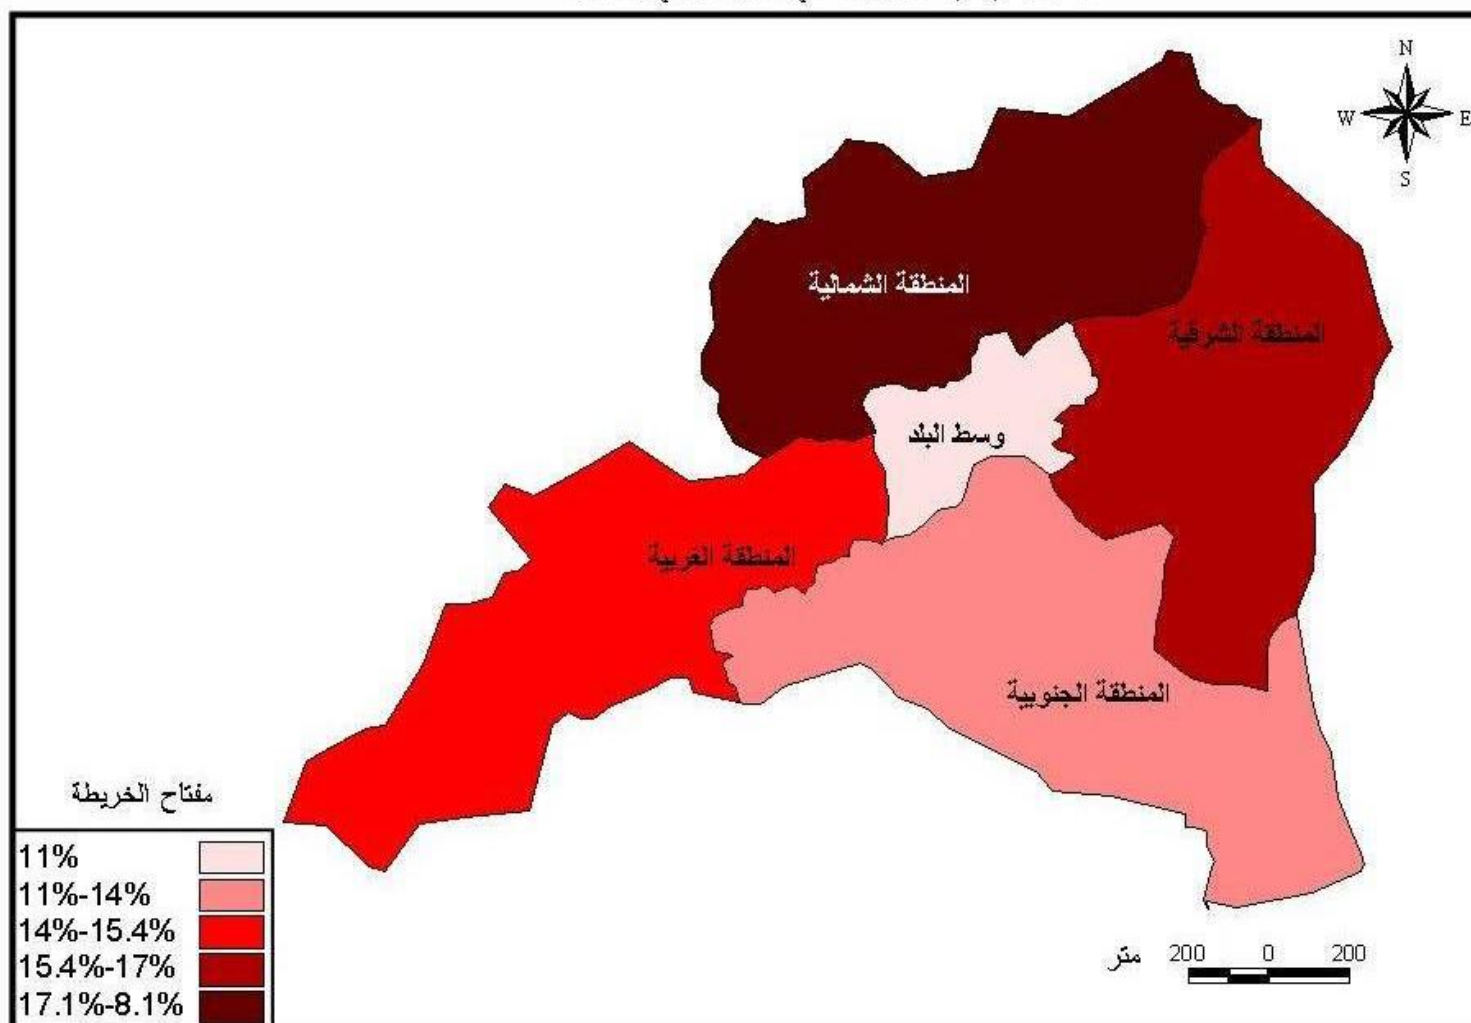 N
W E
S
المنطقة الشمالية
المنطقة الشرقية
وسط البلد
المنطقة الغربية
المنطقة الجنوبية
مفتاح الخريطة
11%
11%-14%
14%-15.4%
15.4%-17%
17.1%-8.1%
متر 200 0 200